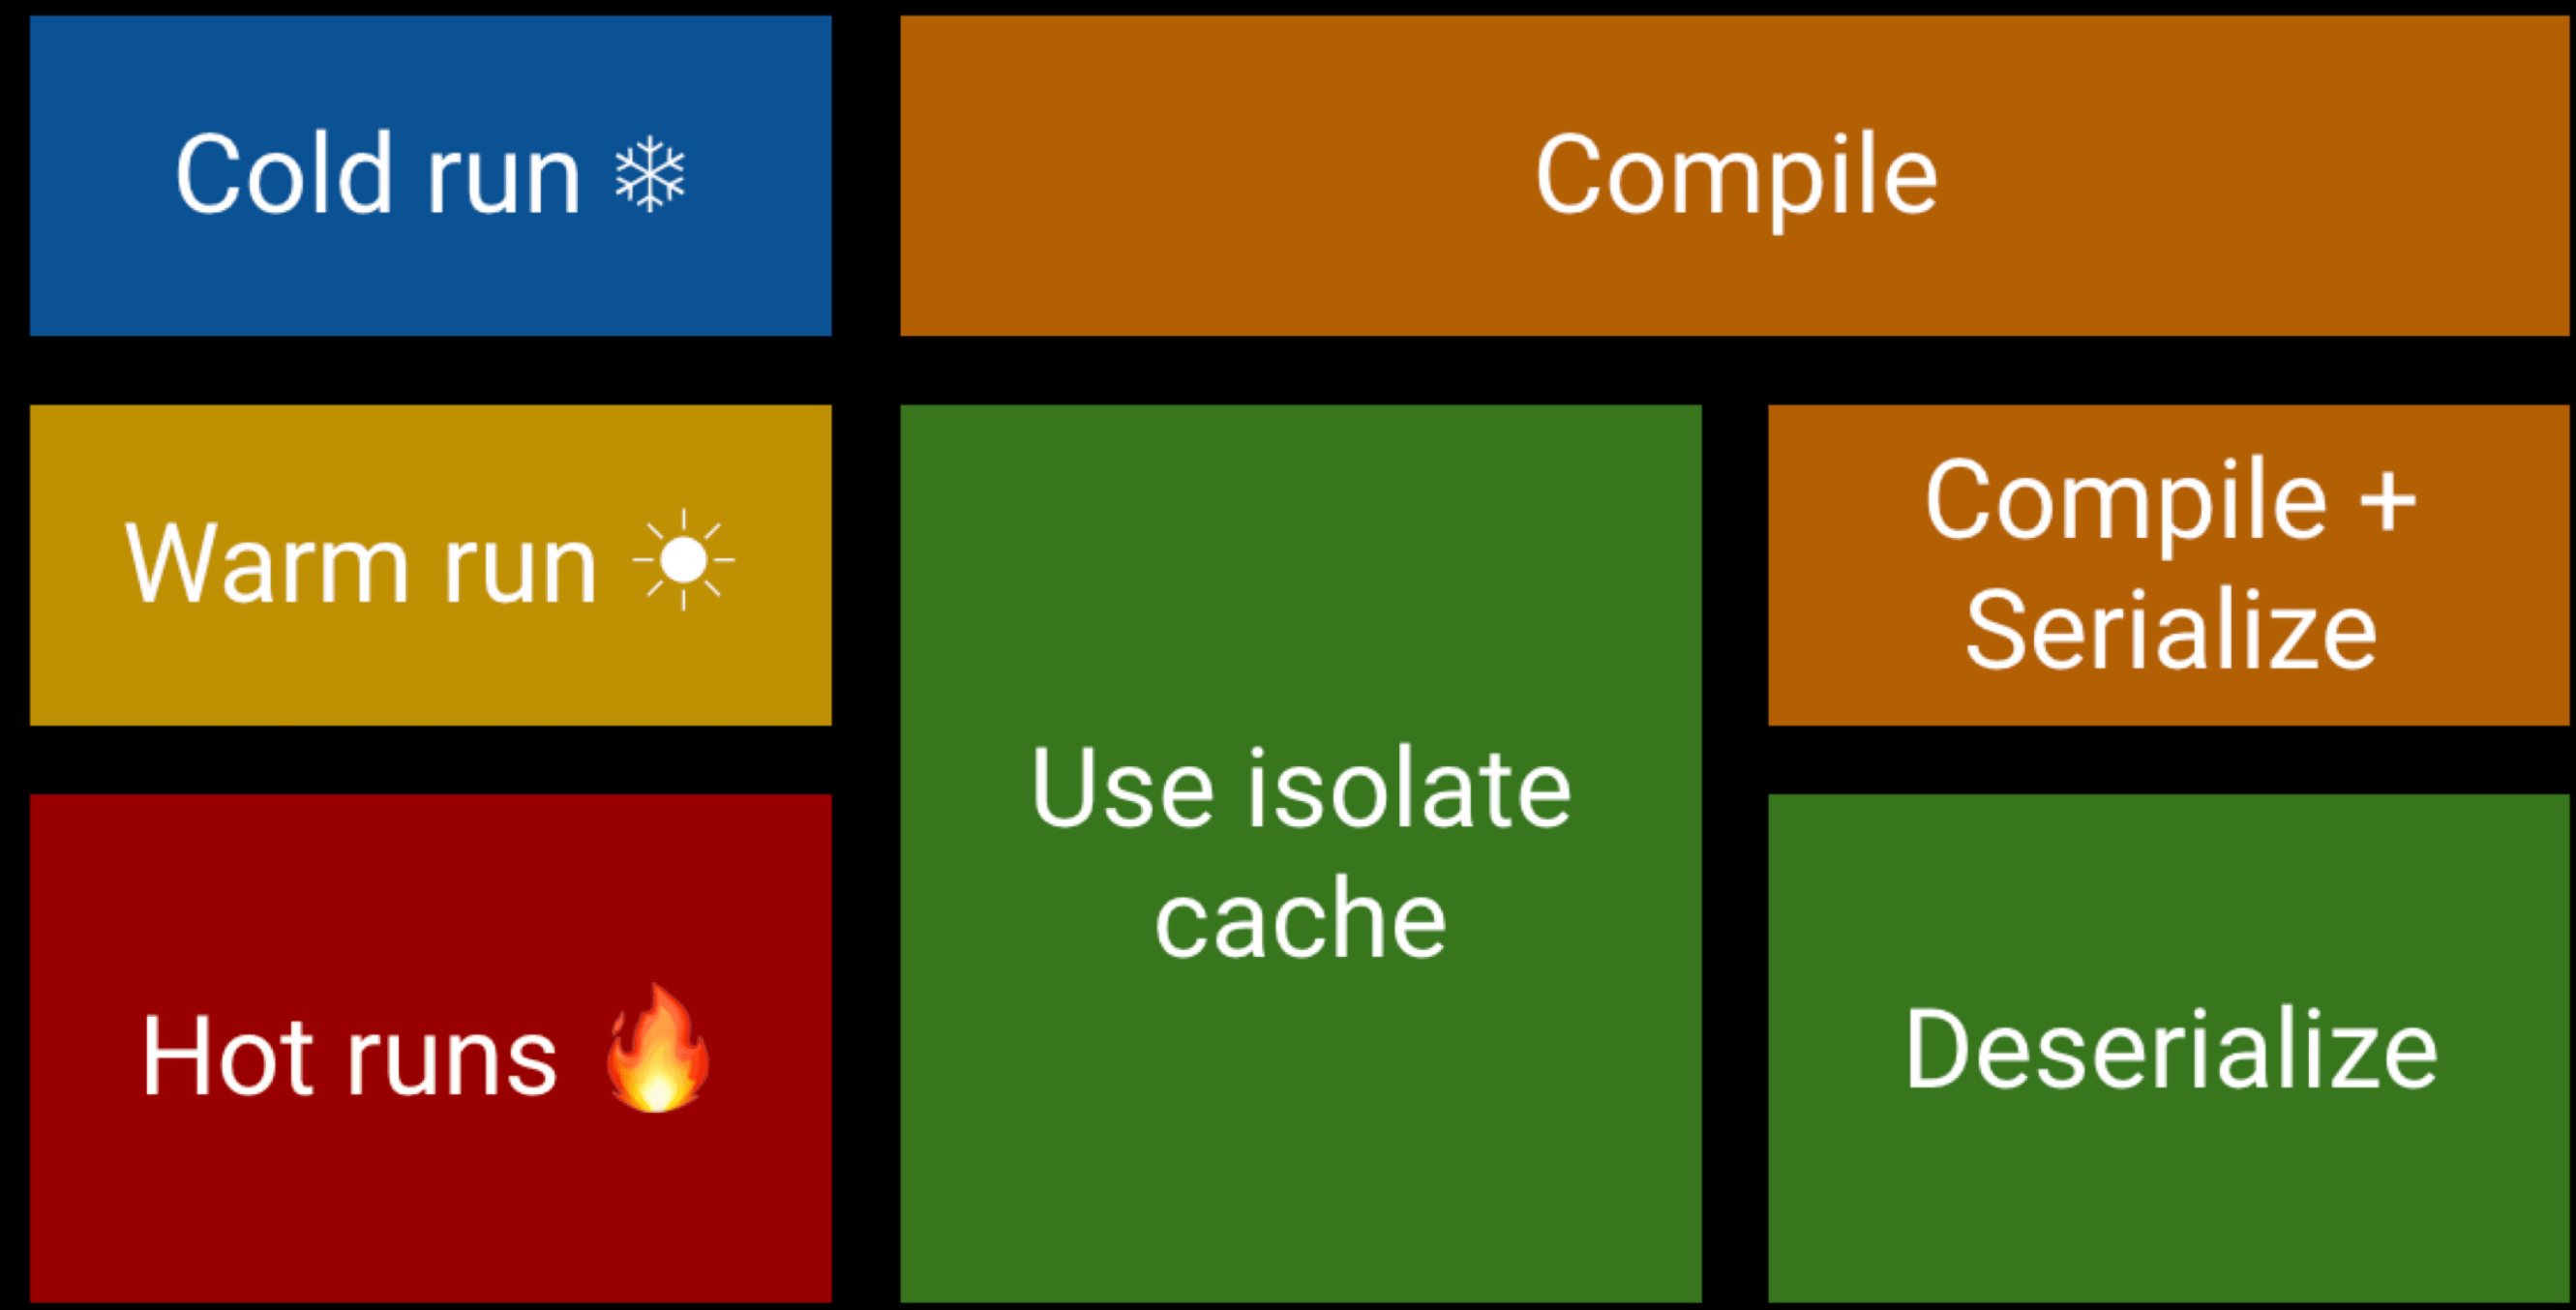 Cold run ❄
Compile
Warm run ☀
Use isolate
cache
Compile +
Serialize
Hot runs 🔥
Deserialize